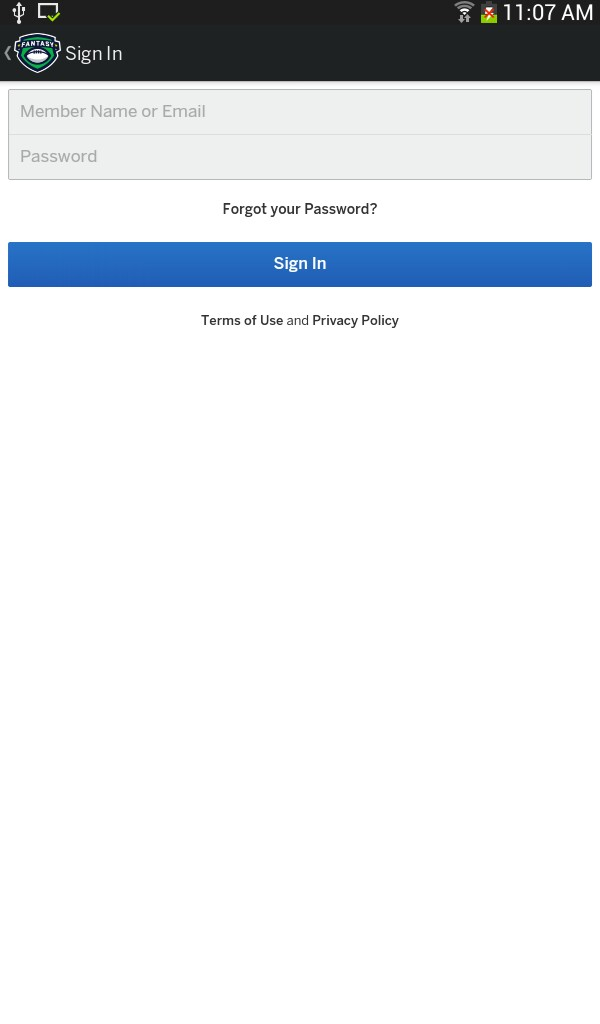 11:07 AM
FANTASY
Sign In
Member Name or Email
Password
Forgot your Password?
Sign In
Terms of Use and Privacy Policy